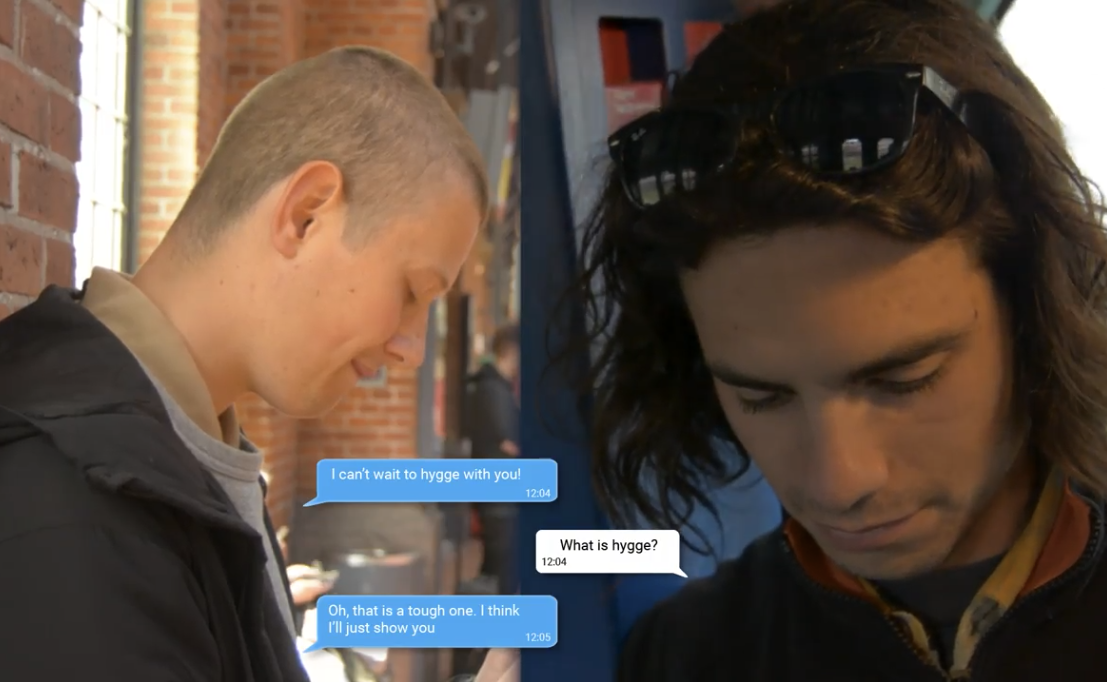 I can't wait to hygge with you!
12:04
What is hygge?
12:04
Oh, that is a tough one. I think
I'll just show you
12:05